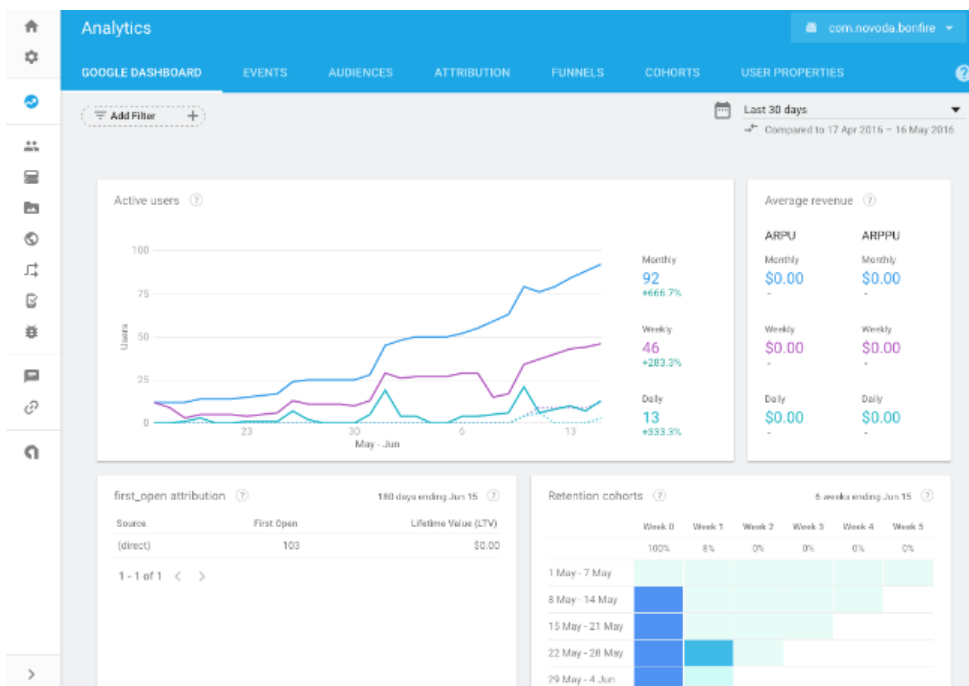 Analytics
com.novoda.bonfire
GOOGLE DASHBOARD EVENTS AUDIENCES ATTRIBUTION FUNNELS COHORTS USER PROPERTIES ?
Add Filter +
Last 30 days
Compared to 17 Apr 2016 – 16 May 2016
Active users ?
100
75
50
25
0
Users
23 30 6 13
May - Jun
Monthly
92
+666.7%
Weekly
46
+283.3%
Daily
13
+333.3%
Average revenue ?
ARPU ARPPU
Monthly Monthly
$0.00 $0.00
- -
Weekly Weekly
$0.00 $0.00
- -
Daily Daily
$0.00 $0.00
- -
first_open attribution ? 180 days ending Jun 15 ?
Source First Open Lifetime Value (LTV)
(direct) 103 $0.00
1 - 1 of 1 < >
Retention cohorts ? 6 weeks ending Jun 15 ?
Week 0 Week 1 Week 2 Week 3 Week 4 Week 5
100% 8% 0% 0% 0% 0%
1 May - 7 May
8 May - 14 May
15 May - 21 May
22 May - 28 May
29 May - 4 Jun